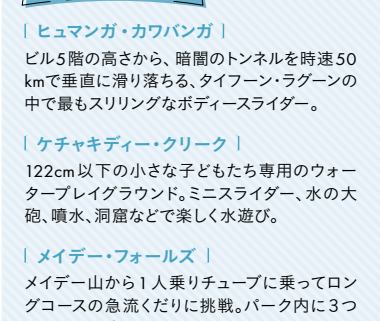 | ヒュマンガ・カワバンガ |
ビル5階の高さから、暗闇のトンネルを時速50
kmで垂直に滑り落ちる、タイフーン・ラグーンの
中で最もスリリングなボディースライダー。
| ケチャキディー・クリーク |
122cm以下の小さな子どもたち専用のウォー
タープレイグラウンド。ミニスライダー、水の大
砲、噴水、洞窟などで楽しく水遊び。
| メイデー・フォールズ |
メイデー山から1人乗りチューブに乗ってロン
グコースの急流くだりに挑戦。パーク内に3つ